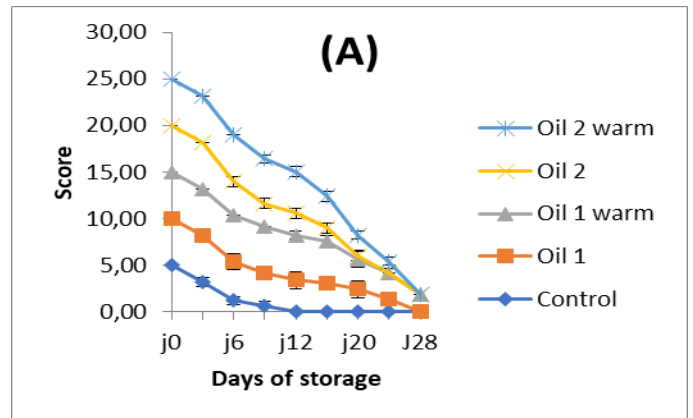 (A)
30,00
25,00
20,00
15,00
10,00
5,00
0,00
Score
j0
j6
j12
j20
J28
Days of storage
Oil 2 warm
Oil 2
Oil 1 warm
Oil 1
Control